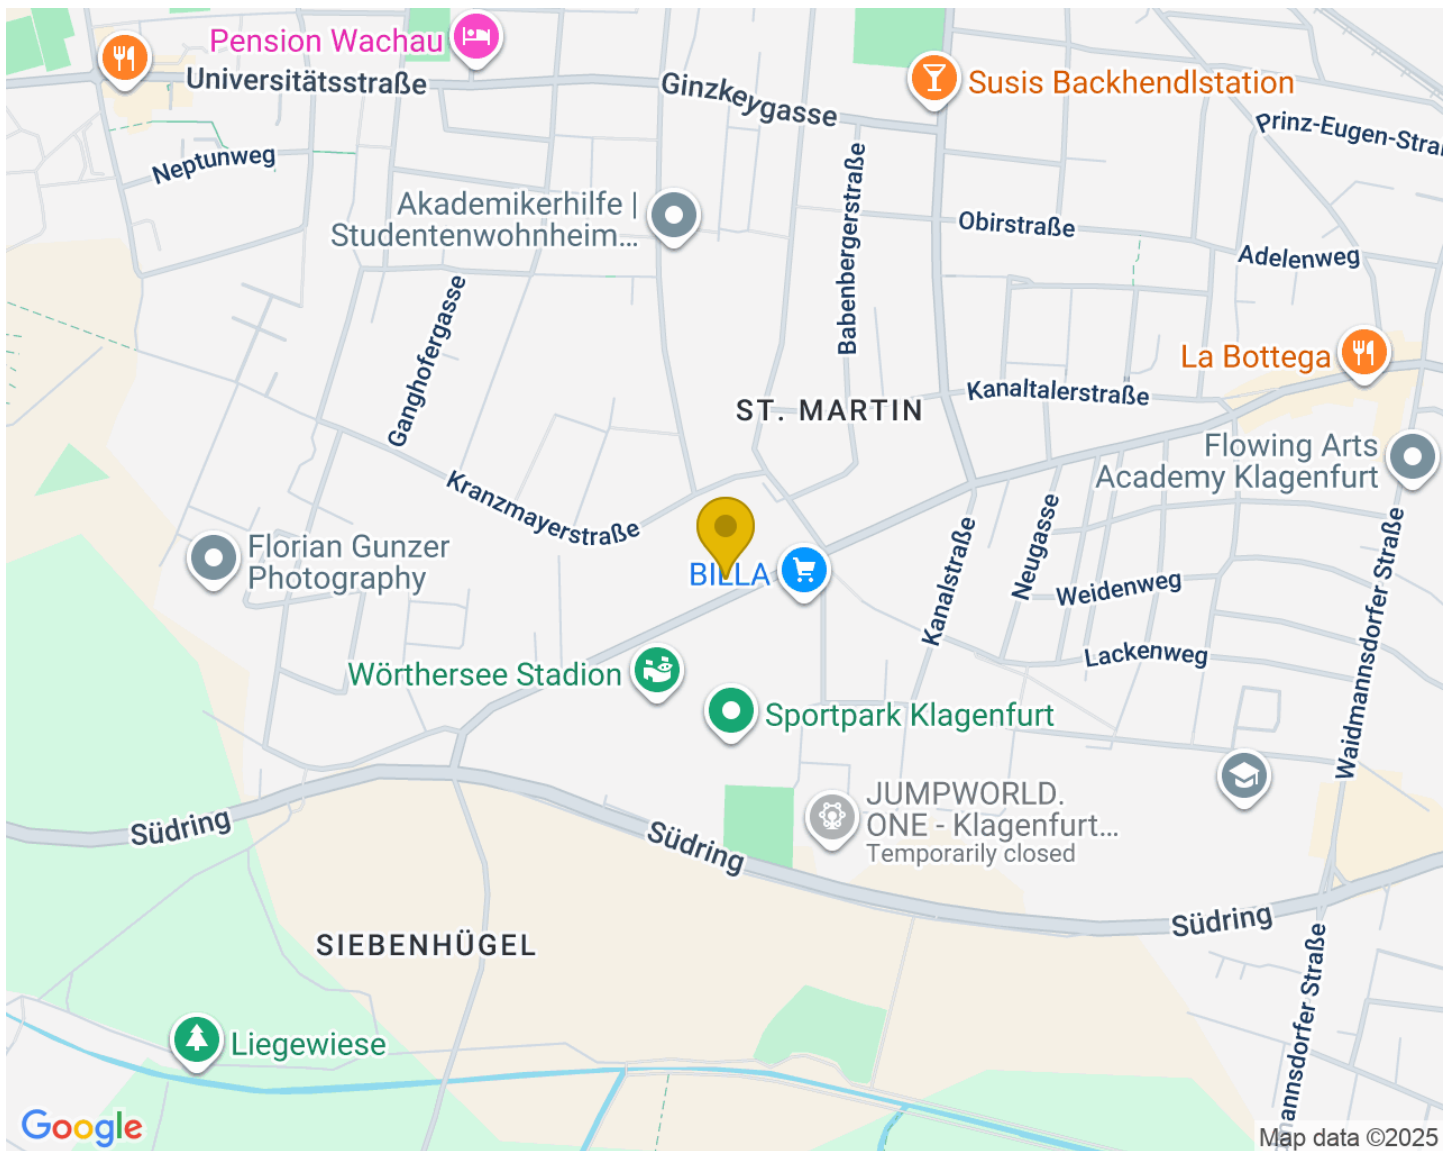 Pension Wachau
Universitätsstraße
Ginzkeygasse
Susis Backhendlstation
Prinz-Eugen-Stra
Neptunweg
Akademikerhilfe |
Studentenwohnheim...
Babenbergerstraße
Obirstraße
Adelenweg
Ganghofergasse
La Bottega
Kanaltalerstraße
ST. MARTIN
Flowing Arts
Academy Klagenfurt
Kranzmayerstraße
Florian Gunzer
Photography
BILLA
Kanalstraße
Neugasse
Weidenweg
Waidmannsdorfer Straße
Lackenweg
Wörthersee Stadion
Sportpark Klagenfurt
JUMPWORLD.
ONE - Klagenfurt...
Temporarily closed
Südring
Südring
Südring
SIEBENHÜGEL
mannsdorfer Straße
Liegewiese
Google
Map data ©2025